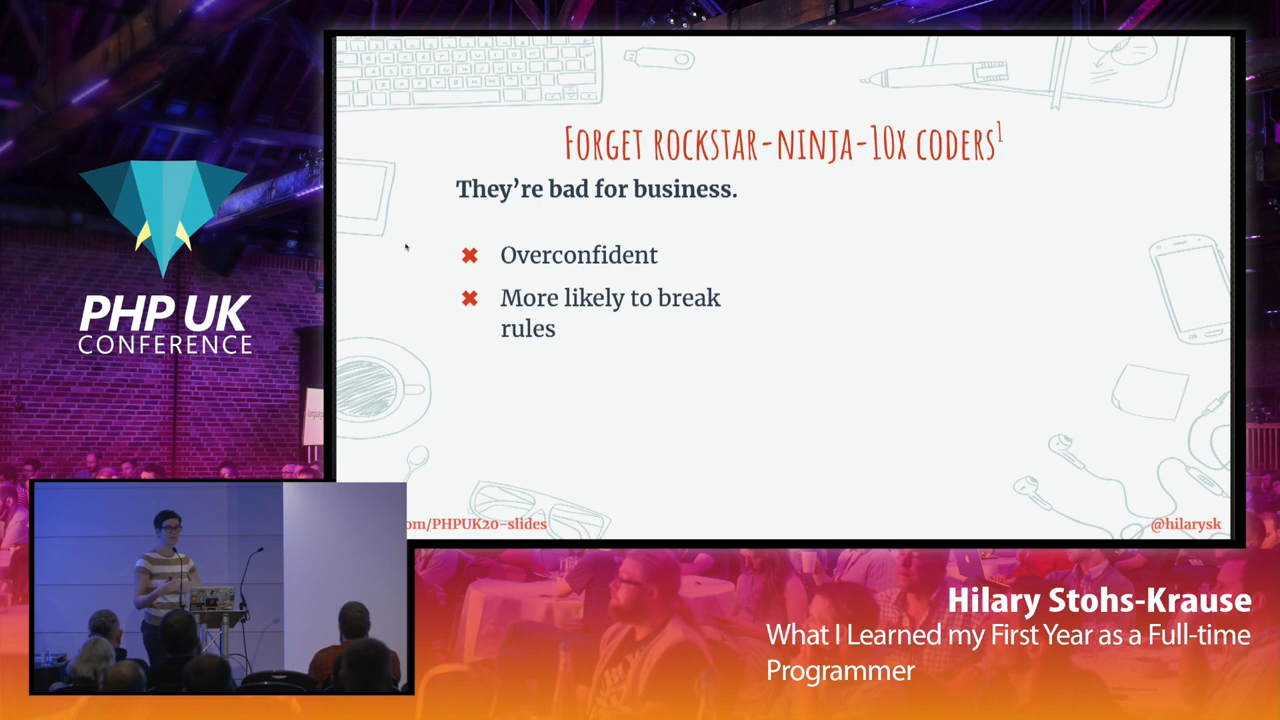 PHP UK
CONFERENCE
Forget rockstar-ninja-10x coders¹
They’re bad for business.
✖ Overconfident
✖ More likely to break
rules
om/PHPUK20-slides
@hilarysk
Hilary Stohs-Krause
What I Learned my First Year as a Full-time
Programmer